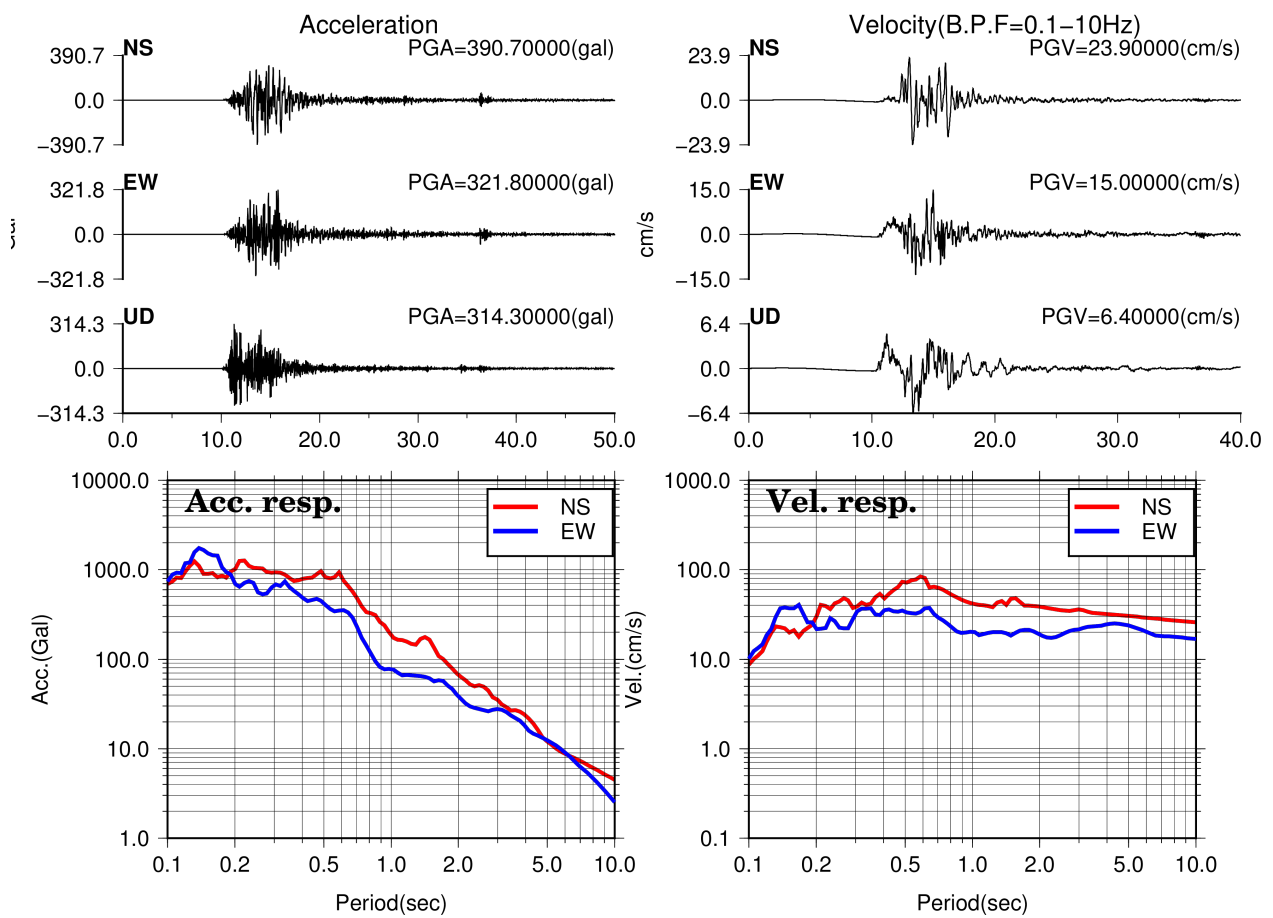 Acceleration
NS
PGA=390.70000(gal)
390.7
0.0
−390.7
EW
PGA=321.80000(gal)
321.8
0.0
−321.8
UD
PGA=314.30000(gal)
314.3
0.0
−314.3
0.0 10.0 20.0 30.0 40.0 50.0
Velocity(B.P.F=0.1−10Hz)
NS
PGV=23.90000(cm/s)
23.9
0.0
−23.9
EW
PGV=15.00000(cm/s)
15.0
0.0
−15.0
cm/s
UD
PGV=6.40000(cm/s)
6.4
0.0
−6.4
0.0 10.0 20.0 30.0 40.0
Acc. resp.
NS
EW
10000.0
1000.0
100.0
10.0
1.0
Acc.(Gal)
0.1 0.2 0.5 1.0 2.0 5.0 10.0
Period(sec)
Vel. resp.
NS
EW
1000.0
100.0
10.0
1.0
0.1
Vel.(cm/s)
0.1 0.2 0.5 1.0 2.0 5.0 10.0
Period(sec)